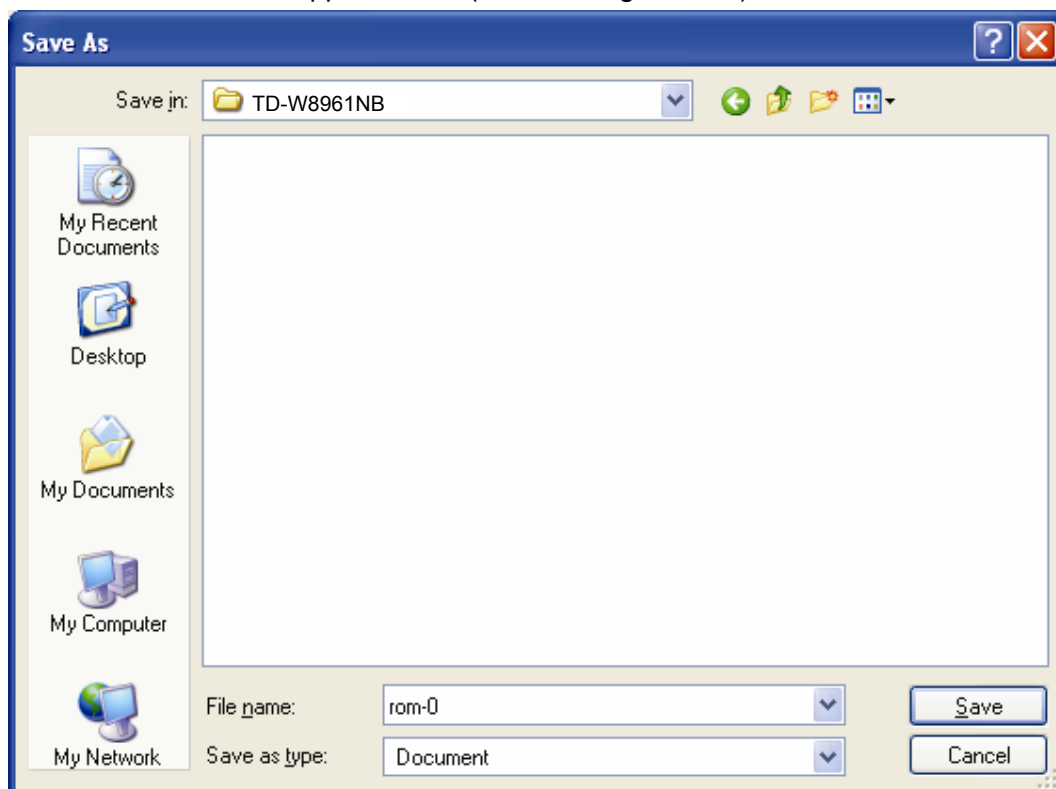 Save As
Save in:
TD-W8961NB
My Recent
Documents
Desktop
My Documents
My Computer
My Network
File name:
rom-0
Save
Save as type:
Document
Cancel